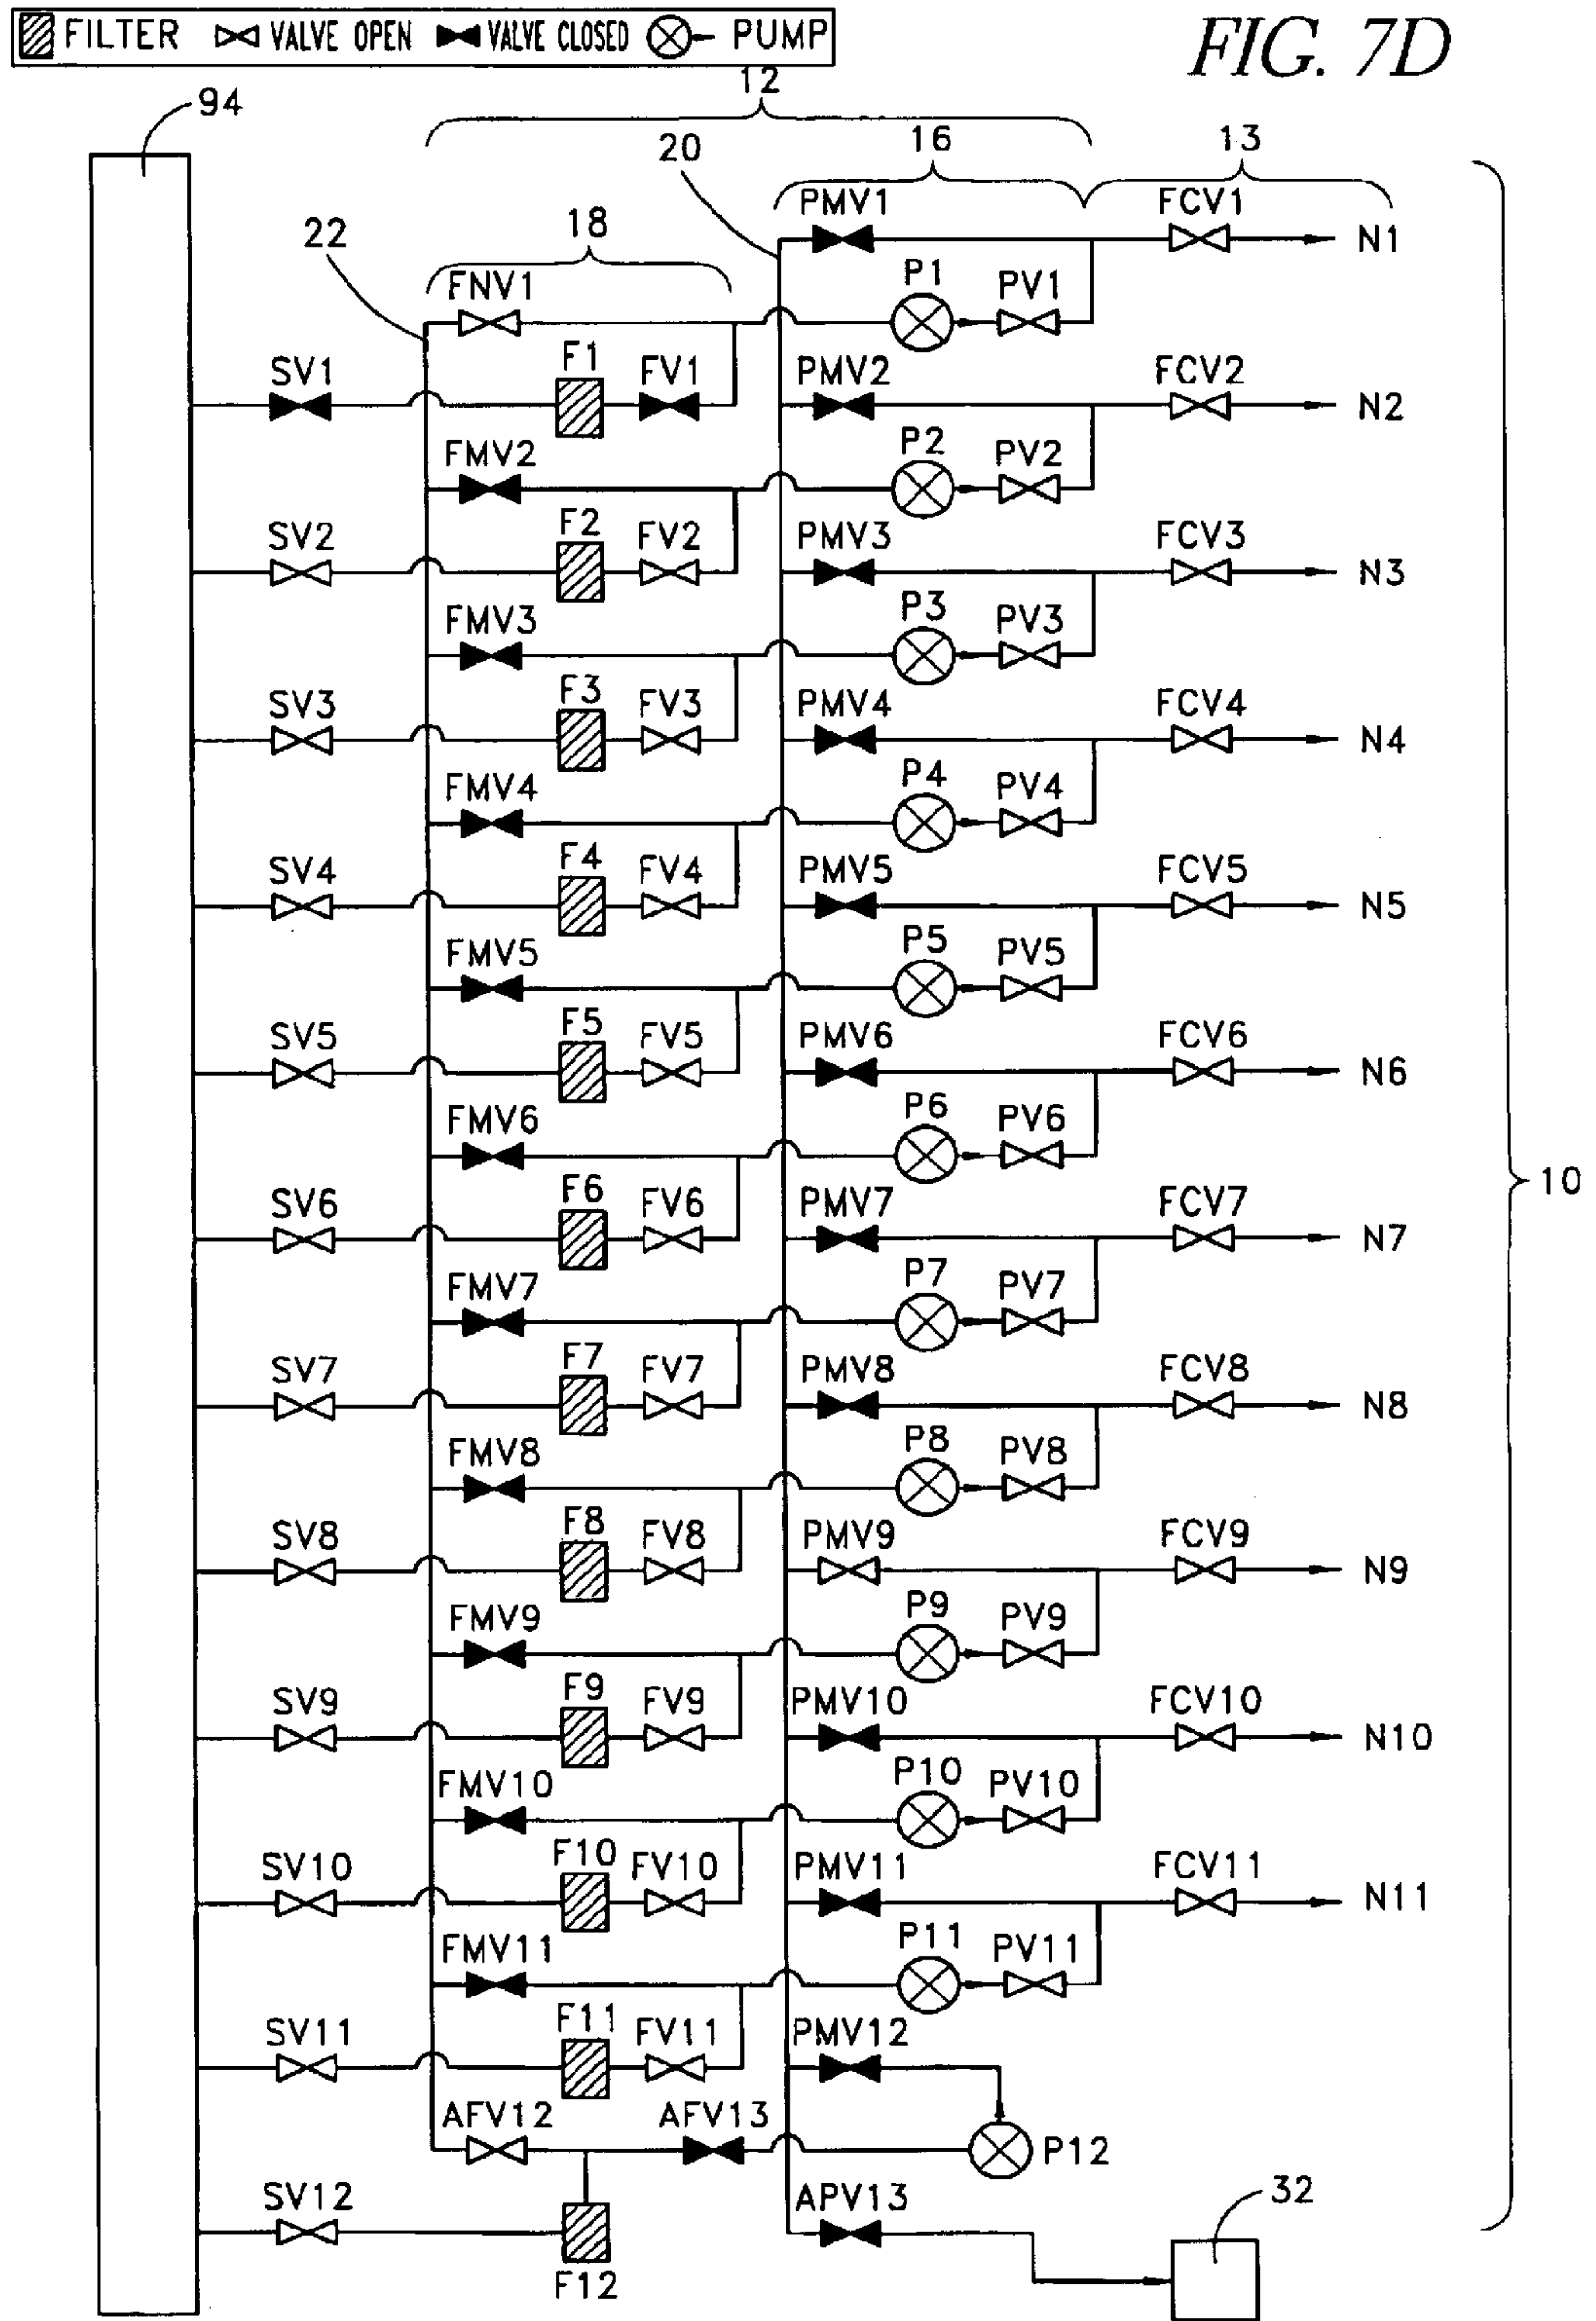 FILTER VALVE OPEN VALVE CLOSED PUMP
FIG. 7D
12
94
20 16 13
PMV1 FCV1
22 18 N1
FNV1 P1 PV1
SV1 F1 FV1 PMV2 FCV2
N2
FMV2 P2 PV2
SV2 F2 FV2 PMV3 FCV3
N3
FMV3 P3 PV3
SV3 F3 FV3 PMV4 FCV4
N4
FMV4 P4 PV4
SV4 F4 FV4 PMV5 FCV5
N5
FMV5 P5 PV5
SV5 F5 FV5 PMV6 FCV6
N6
FMV6 P6 PV6
10
SV6 F6 FV6 PMV7 FCV7
N7
FMV7 P7 PV7
SV7 F7 FV7 PMV8 FCV8
N8
FMV8 P8 PV8
SV8 F8 FV8 PMV9 FCV9
N9
FMV9 P9 PV9
SV9 F9 FV9 PMV10 FCV10
N10
FMV10 P10 PV10
SV10 F10 FV10 PMV11 FCV11
N11
FMV11 P11 PV11
SV11 F11 FV11 PMV12
AFV12 AFV13 P12
SV12 APV13 32
F12